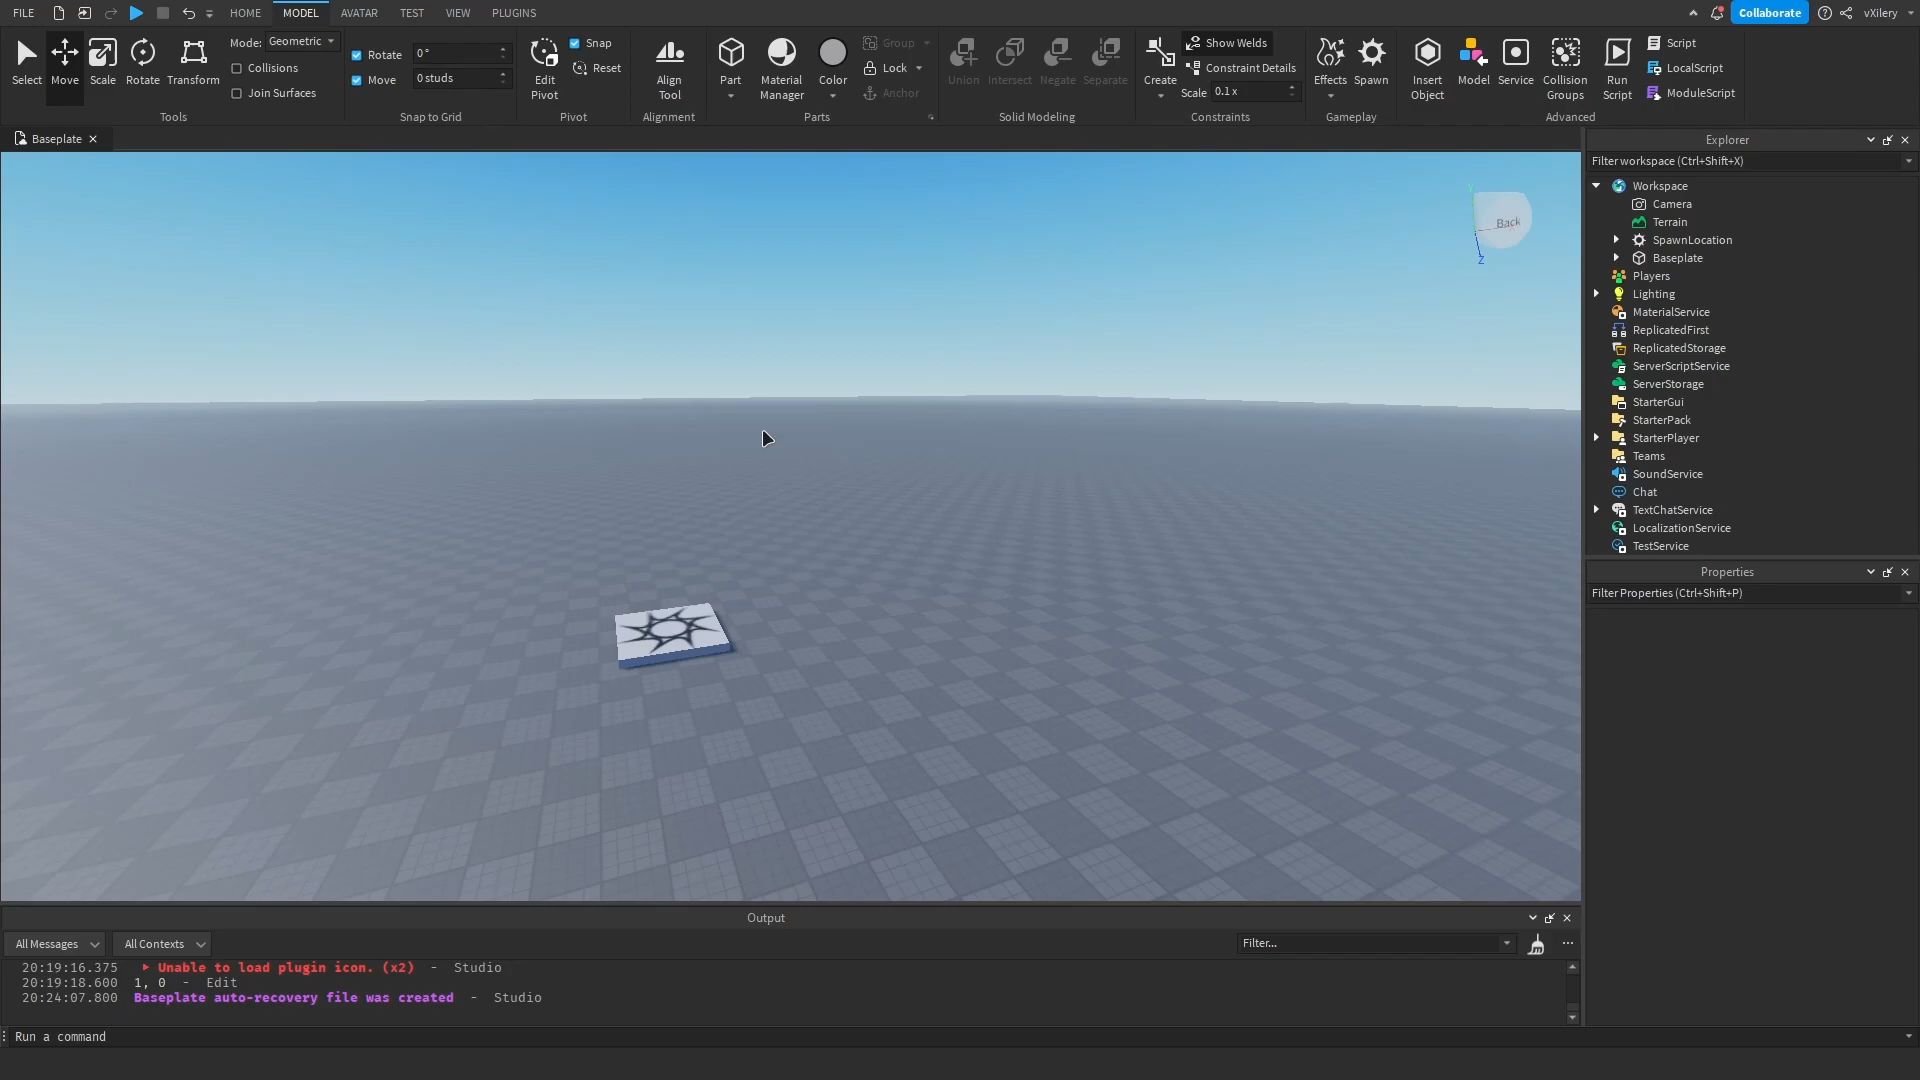 FILE
HOME
MODEL
AVATAR
TEST
VIEW
PLUGINS
Collaborate
vXilery
Select
Move
Scale
Rotate
Transform
Mode: Geometric
Collisions
Join Surfaces
Tools
Rotate 0°
Move 0 studs
Snap to Grid
Edit
Pivot
Snap
Reset
Pivot
Align
Tool
Alignment
Part
Material
Manager
Color
Group
Lock
Anchor
Parts
Union
Intersect
Negate
Separate
Solid Modeling
Create
Show Welds
Constraint Details
Scale 0.1 x
Constraints
Effects
Spawn
Gameplay
Insert
Object
Model
Service
Collision
Groups
Run
Script
Script
LocalScript
ModuleScript
Advanced
Baseplate
Y
Back
Z
Explorer
Filter workspace (Ctrl+Shift+X)
Workspace
Camera
Terrain
SpawnLocation
Baseplate
Players
Lighting
MaterialService
ReplicatedFirst
ReplicatedStorage
ServerScriptService
ServerStorage
StarterGui
StarterPack
StarterPlayer
Teams
SoundService
Chat
TextChatService
LocalizationService
TestService
Properties
Filter Properties (Ctrl+Shift+P)
Output
All Messages
All Contexts
Filter...
20:19:16.375 Unable to load plugin icon. (x2) - Studio
20:19:18.600 1, 0 - Edit
20:24:07.800 Baseplate auto-recovery file was created - Studio
Run a command